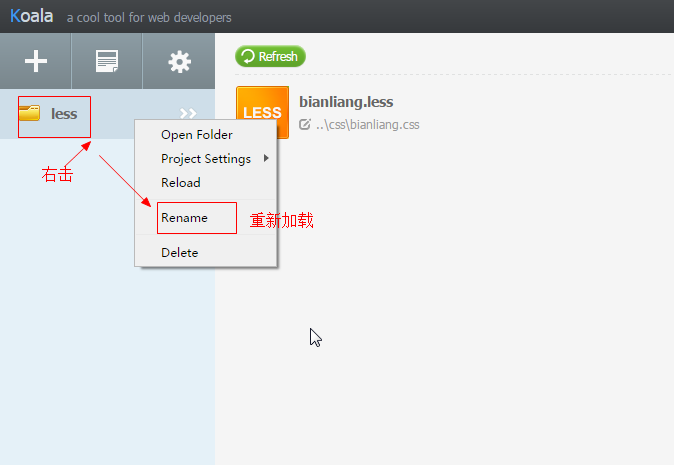 Koala a cool tool for web developers
Refresh
less
LESS
bianliang.less
..\css\bianliang.css
Open Folder
Project Settings
Reload
Rename
Delete
右击
重新加载